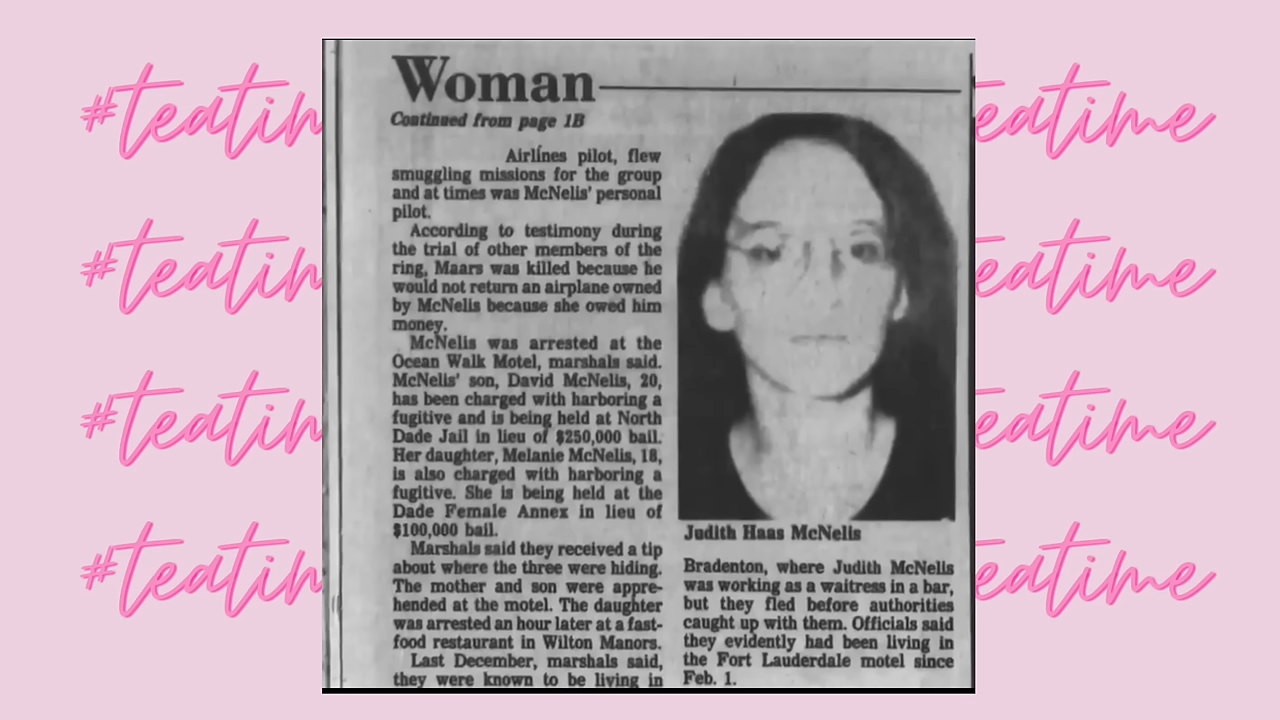 #teatim
eatime
#teatim
eatime
#teatim
eatime
#teatim
eatime
Woman
Continued from page 1B
Airlines pilot, flew
smuggling missions for the group
and at times was McNelis' personal
pilot.
According to testimony during
the trial of other members of the
ring, Maars was killed because he
would not return an airplane owned
by McNelis because she owed him
money.
McNelis was arrested at the
Ocean Walk Motel, marshals said.
McNelis' son, David McNelis, 20,
has been charged with harboring a
fugitive and is being held at North
Dade Jail in lieu of $250,000 bail.
Her daughter, Melanie McNelis, 18,
is also charged with harboring a
fugitive. She is being held at the
Dade Female Annex in lieu of
$100,000 bail.
Marshals said they received a tip
about where the three were hiding.
The mother and son were appre-
hended at the motel. The daughter
was arrested an hour later at a fast-
food restaurant in Wilton Manors.
Last December, marshals said,
they were known to be living in
Judith Haas McNelis
Bradenton, where Judith McNelis
was working as a waitress in a bar,
but they fled before authorities
caught up with them. Officials said
they evidently had been living in
the Fort Lauderdale motel since
Feb. 1.